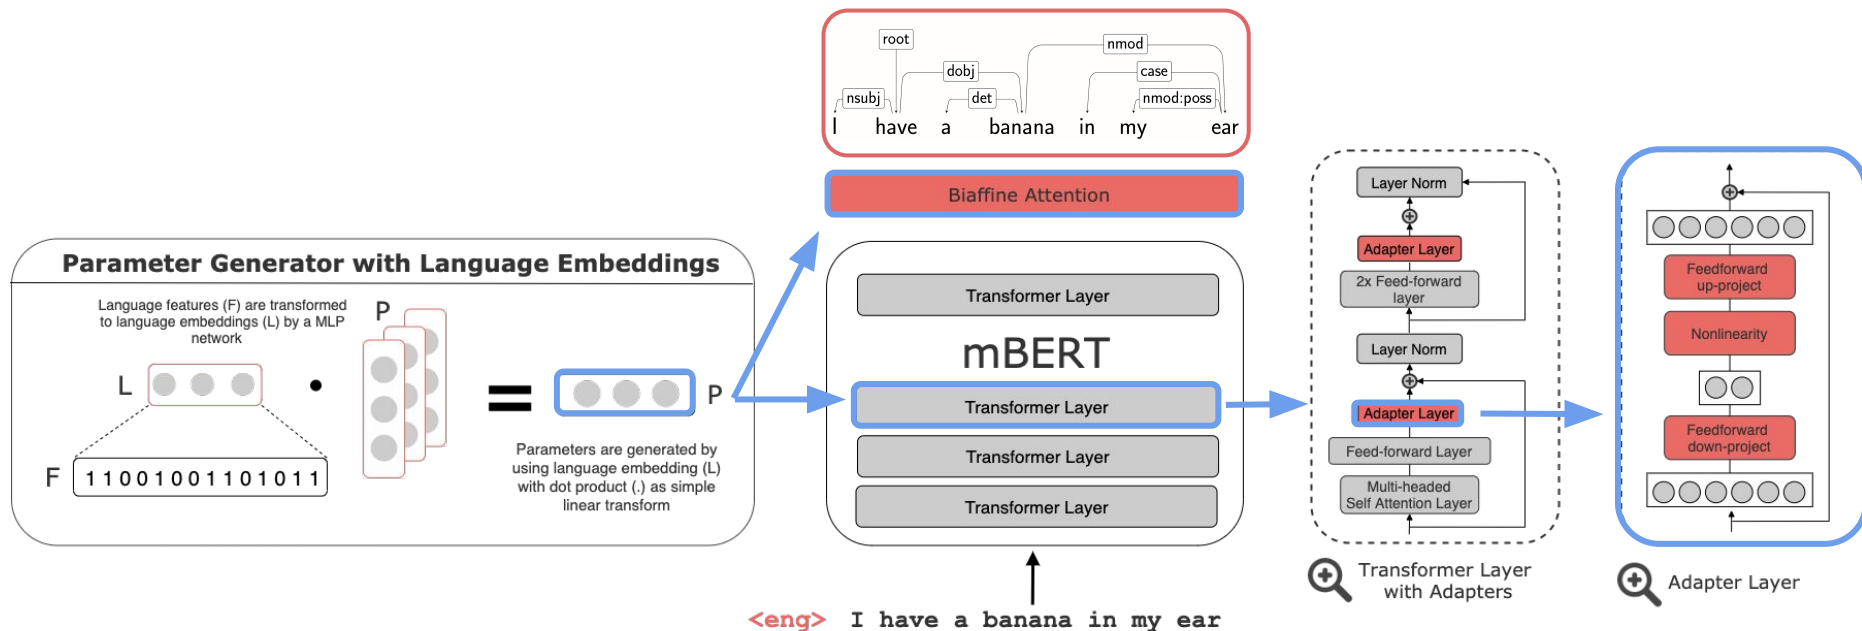 Parameter Generator with Language Embeddings
Language features (F) are transformed
to language embeddings (L) by a MLP
network
P
L
=
P
F
1 1 0 0 1 0 0 1 1 0 1 0 1 1
Parameters are generated by
using language embedding (L)
with dot product (.) as simple
linear transform
root
nmod
dobj
case
nsubj
det
nmod:poss
I have a banana in my ear
Biaffine Attention
Transformer Layer
mBERT
Transformer Layer
Transformer Layer
Transformer Layer
<eng> I have a banana in my ear
Layer Norm
+
Adapter Layer
2x Feed-forward
layer
Layer Norm
+
Adapter Layer
Feed-forward Layer
Multi-headed
Self Attention Layer
Transformer Layer
with Adapters
+
Feedforward
up-project
Nonlinearity
Feedforward
down-project
Adapter Layer